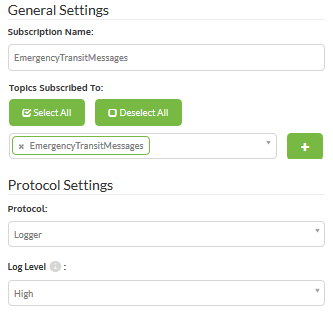 General Settings
Subscription Name:
EmergencyTransitMessages
Topics Subscribed To:
Select All
Deselect All
× EmergencyTransitMessages
+
Protocol Settings
Protocol:
Logger
Log Level i :
High